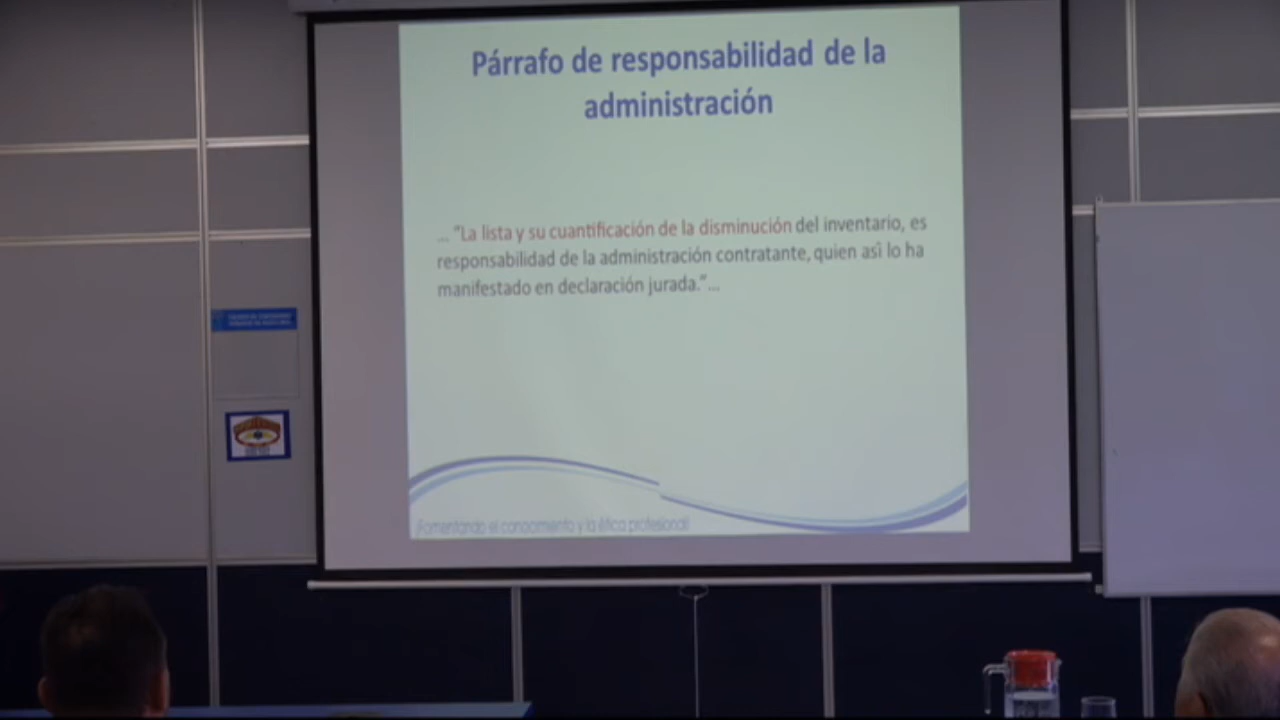 Párrafo de responsabilidad de la
administración
... "La lista y su cuantificación de la disminución del inventario, es
responsabilidad de la administración contratante, quien asì lo ha
manifestado en declaración jurada."...
Fomentando el conocimiento y la ética profesional